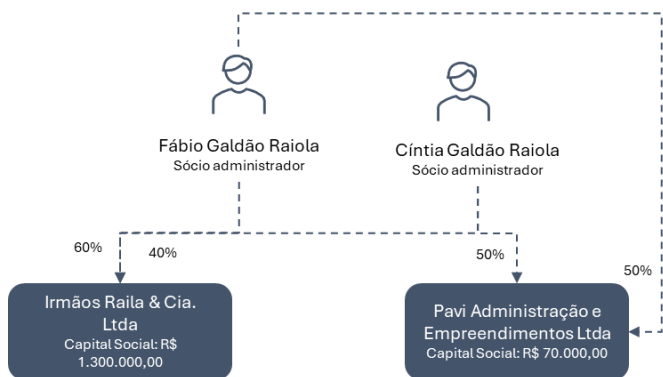 Fábio Galdão Raiola
Sócio administrador
Cíntia Galdão Raiola
Sócio administrador
60%
40%
50%
50%
Irmãos Raila & Cia.
Ltda
Capital Social: R$
1.300.000,00
Pavi Administração e
Empreendimentos Ltda
Capital Social: R$ 70.000,00